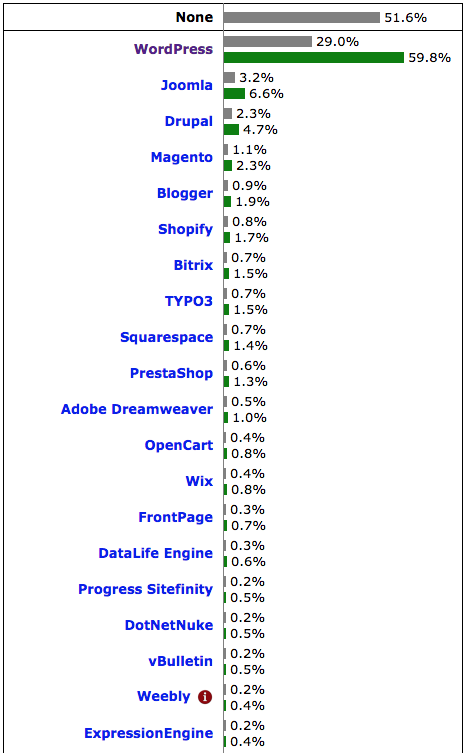 None 51.6%
WordPress 29.0%
59.8%
Joomla 3.2%
6.6%
Drupal 2.3%
4.7%
Magento 1.1%
2.3%
Blogger 0.9%
1.9%
Shopify 0.8%
1.7%
Bitrix 0.7%
1.5%
TYPO3 0.7%
1.5%
Squarespace 0.7%
1.4%
PrestaShop 0.6%
1.3%
Adobe Dreamweaver 0.5%
1.0%
OpenCart 0.4%
0.8%
Wix 0.4%
0.8%
FrontPage 0.3%
0.7%
DataLife Engine 0.3%
0.6%
Progress Sitefinity 0.2%
0.5%
DotNetNuke 0.2%
0.5%
vBulletin 0.2%
0.5%
Weebly i 0.2%
0.4%
ExpressionEngine 0.2%
0.4%